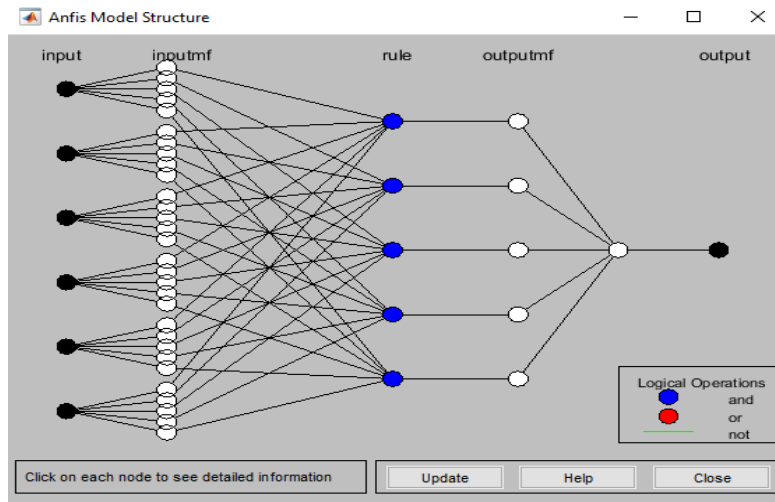 Anfis Model Structure
input inputmf rule outputmf output
Logical Operations
and
or
not
Click on each node to see detailed information Update Help Close